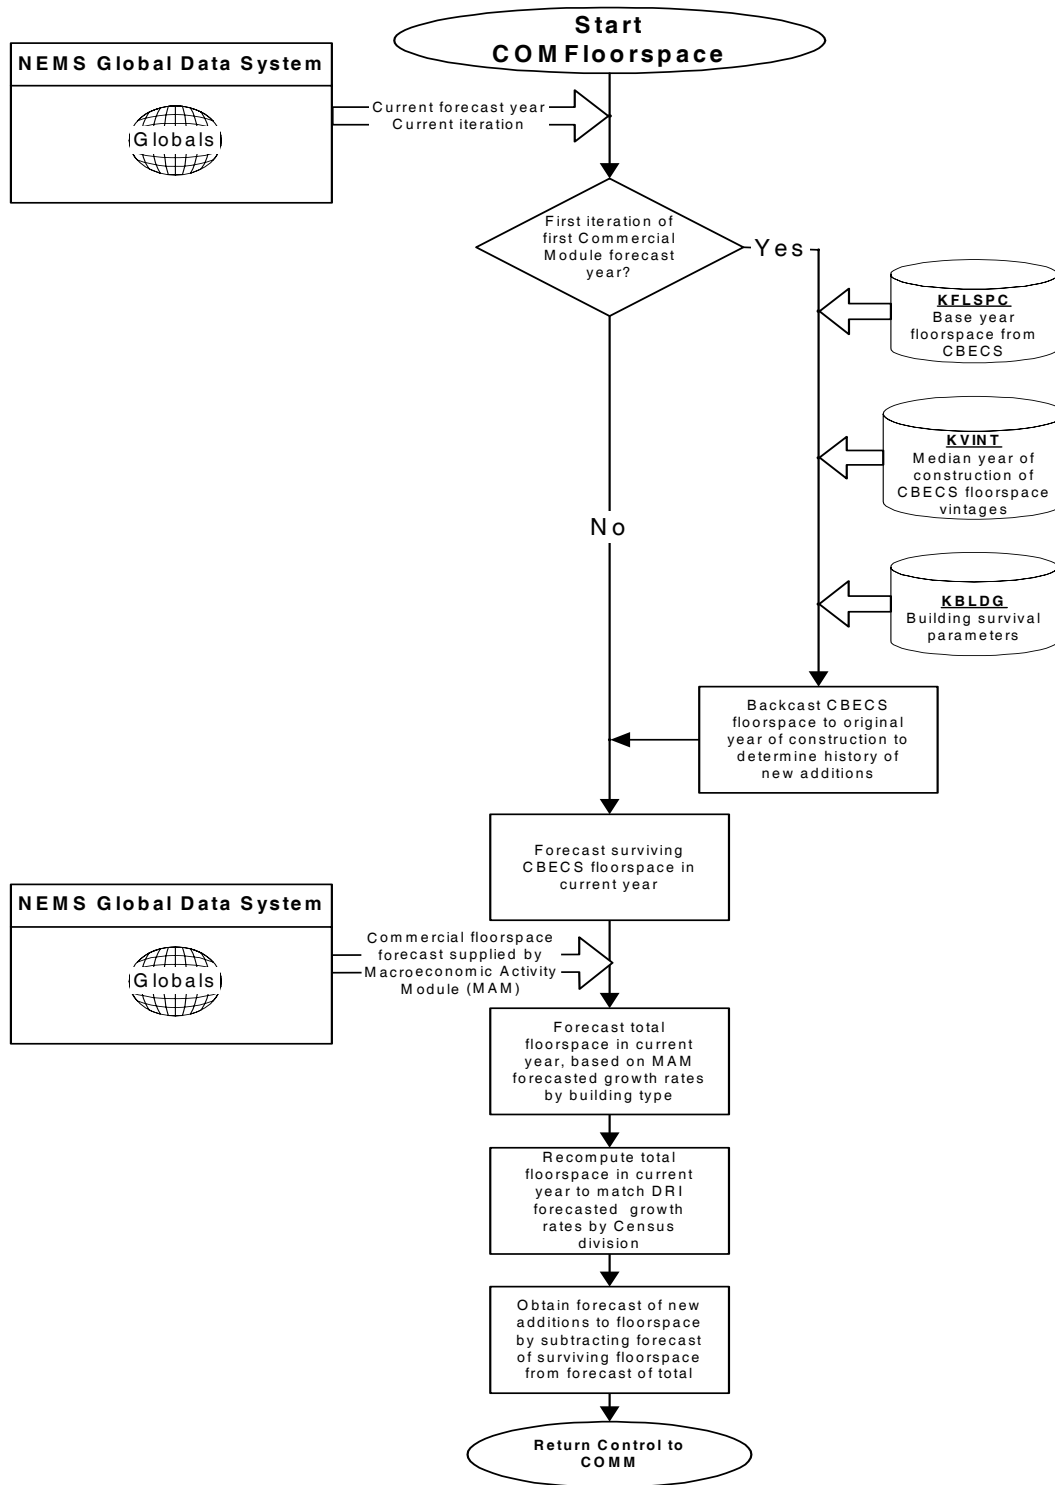 Start
COMFloorspace
NEMS Global Data System
Globals
Current forecast year
Current iteration
First iteration of
first Commercial
Module forecast
year?
Yes
KFLSPC
Base year
floorspace from
CBECS
KVINT
Median year of
construction of
CBECS floorspace
vintages
No
KBLDG
Building survival
parameters
Backcast CBECS
floorspace to original
year of construction to
determine history of
new additions
Forecast surviving
CBECS floorspace in
current year
NEMS Global Data System
Globals
Commercial floorspace
forecast supplied by
Macroeconomic Activity
Module (MAM)
Forecast total
floorspace in current
year, based on MAM
forecasted growth rates
by building type
Recompute total
floorspace in current
year to match DRI
forecasted growth
rates by Census
division
Obtain forecast of new
additions to floorspace
by subtracting forecast
of surviving floorspace
from forecast of total
Return Control to
COMM